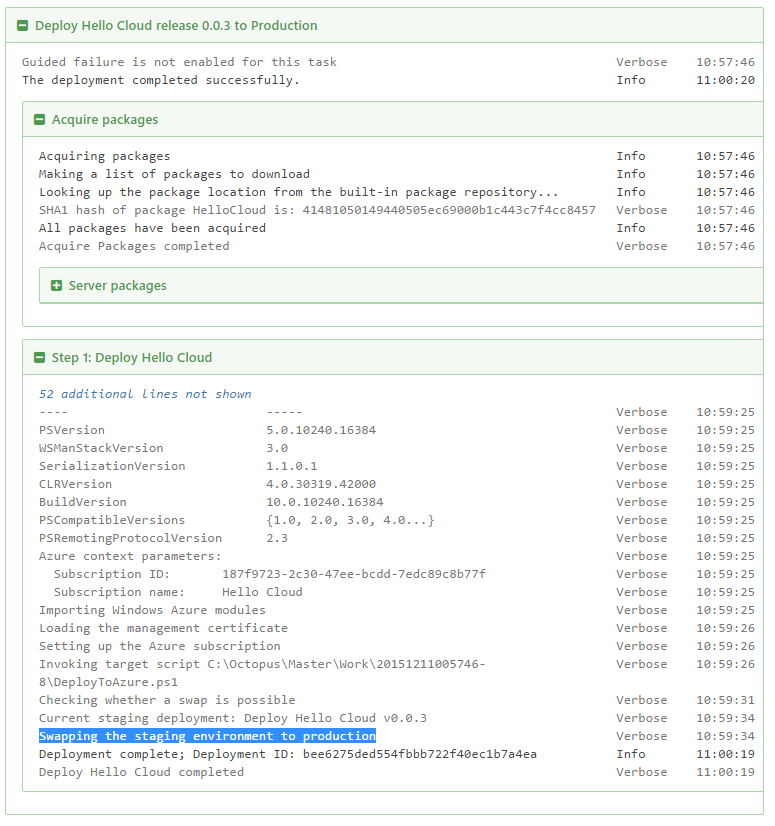 Deploy Hello Cloud release 0.0.3 to Production
Guided failure is not enabled for this task Verbose 10:57:46
The deployment completed successfully. Info 11:00:20
Acquire packages
Acquiring packages Info 10:57:46
Making a list of packages to download Info 10:57:46
Looking up the package location from the built-in package repository... Info 10:57:46
SHA1 hash of package HelloCloud is: 41481050149440505ec69000b1c443c7f4cc8457 Verbose 10:57:46
All packages have been acquired Info 10:57:46
Acquire Packages completed Verbose 10:57:46
Server packages
Step 1: Deploy Hello Cloud
52 additional lines not shown
---- ----- Verbose 10:59:25
PSVersion 5.0.10240.16384 Verbose 10:59:25
WSManStackVersion 3.0 Verbose 10:59:25
SerializationVersion 1.1.0.1 Verbose 10:59:25
CLRVersion 4.0.30319.42000 Verbose 10:59:25
BuildVersion 10.0.10240.16384 Verbose 10:59:25
PSCompatibleVersions {1.0, 2.0, 3.0, 4.0...} Verbose 10:59:25
PSRemotingProtocolVersion 2.3 Verbose 10:59:25
Azure context parameters: Verbose 10:59:25
Subscription ID: 187f9723-2c30-47ee-bcdd-7edc89c8b77f Verbose 10:59:25
Subscription name: Hello Cloud Verbose 10:59:25
Importing Windows Azure modules Verbose 10:59:25
Loading the management certificate Verbose 10:59:26
Setting up the Azure subscription Verbose 10:59:26
Invoking target script C:\Octopus\Master\Work\20151211005746- Verbose 10:59:26
8\DeployToAzure.ps1
Checking whether a swap is possible Verbose 10:59:31
Current staging deployment: Deploy Hello Cloud v0.0.3 Verbose 10:59:34
Swapping the staging environment to production Verbose 10:59:34
Deployment complete; Deployment ID: bee6275ded554fbbb722f40ec1b7a4ea Info 11:00:19
Deploy Hello Cloud completed Verbose 11:00:19